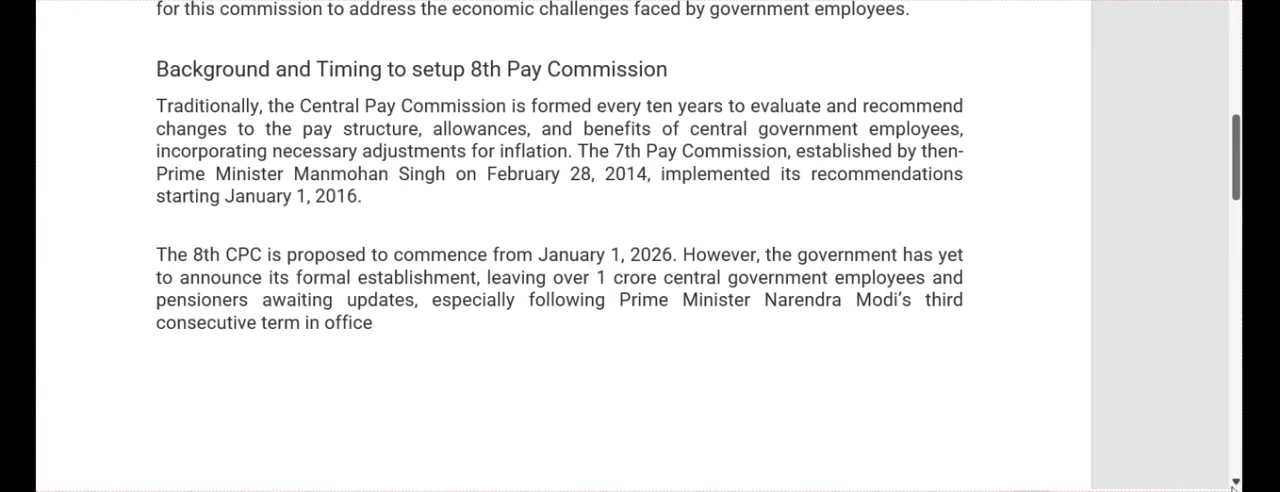 for this commission to address the economic challenges faced by government employees.
Background and Timing to setup 8th Pay Commission
Traditionally, the Central Pay Commission is formed every ten years to evaluate and recommend
changes to the pay structure, allowances, and benefits of central government employees,
incorporating necessary adjustments for inflation. The 7th Pay Commission, established by then-
Prime Minister Manmohan Singh on February 28, 2014, implemented its recommendations
starting January 1, 2016.
The 8th CPC is proposed to commence from January 1, 2026. However, the government has yet
to announce its formal establishment, leaving over 1 crore central government employees and
pensioners awaiting updates, especially following Prime Minister Narendra Modi’s third
consecutive term in office